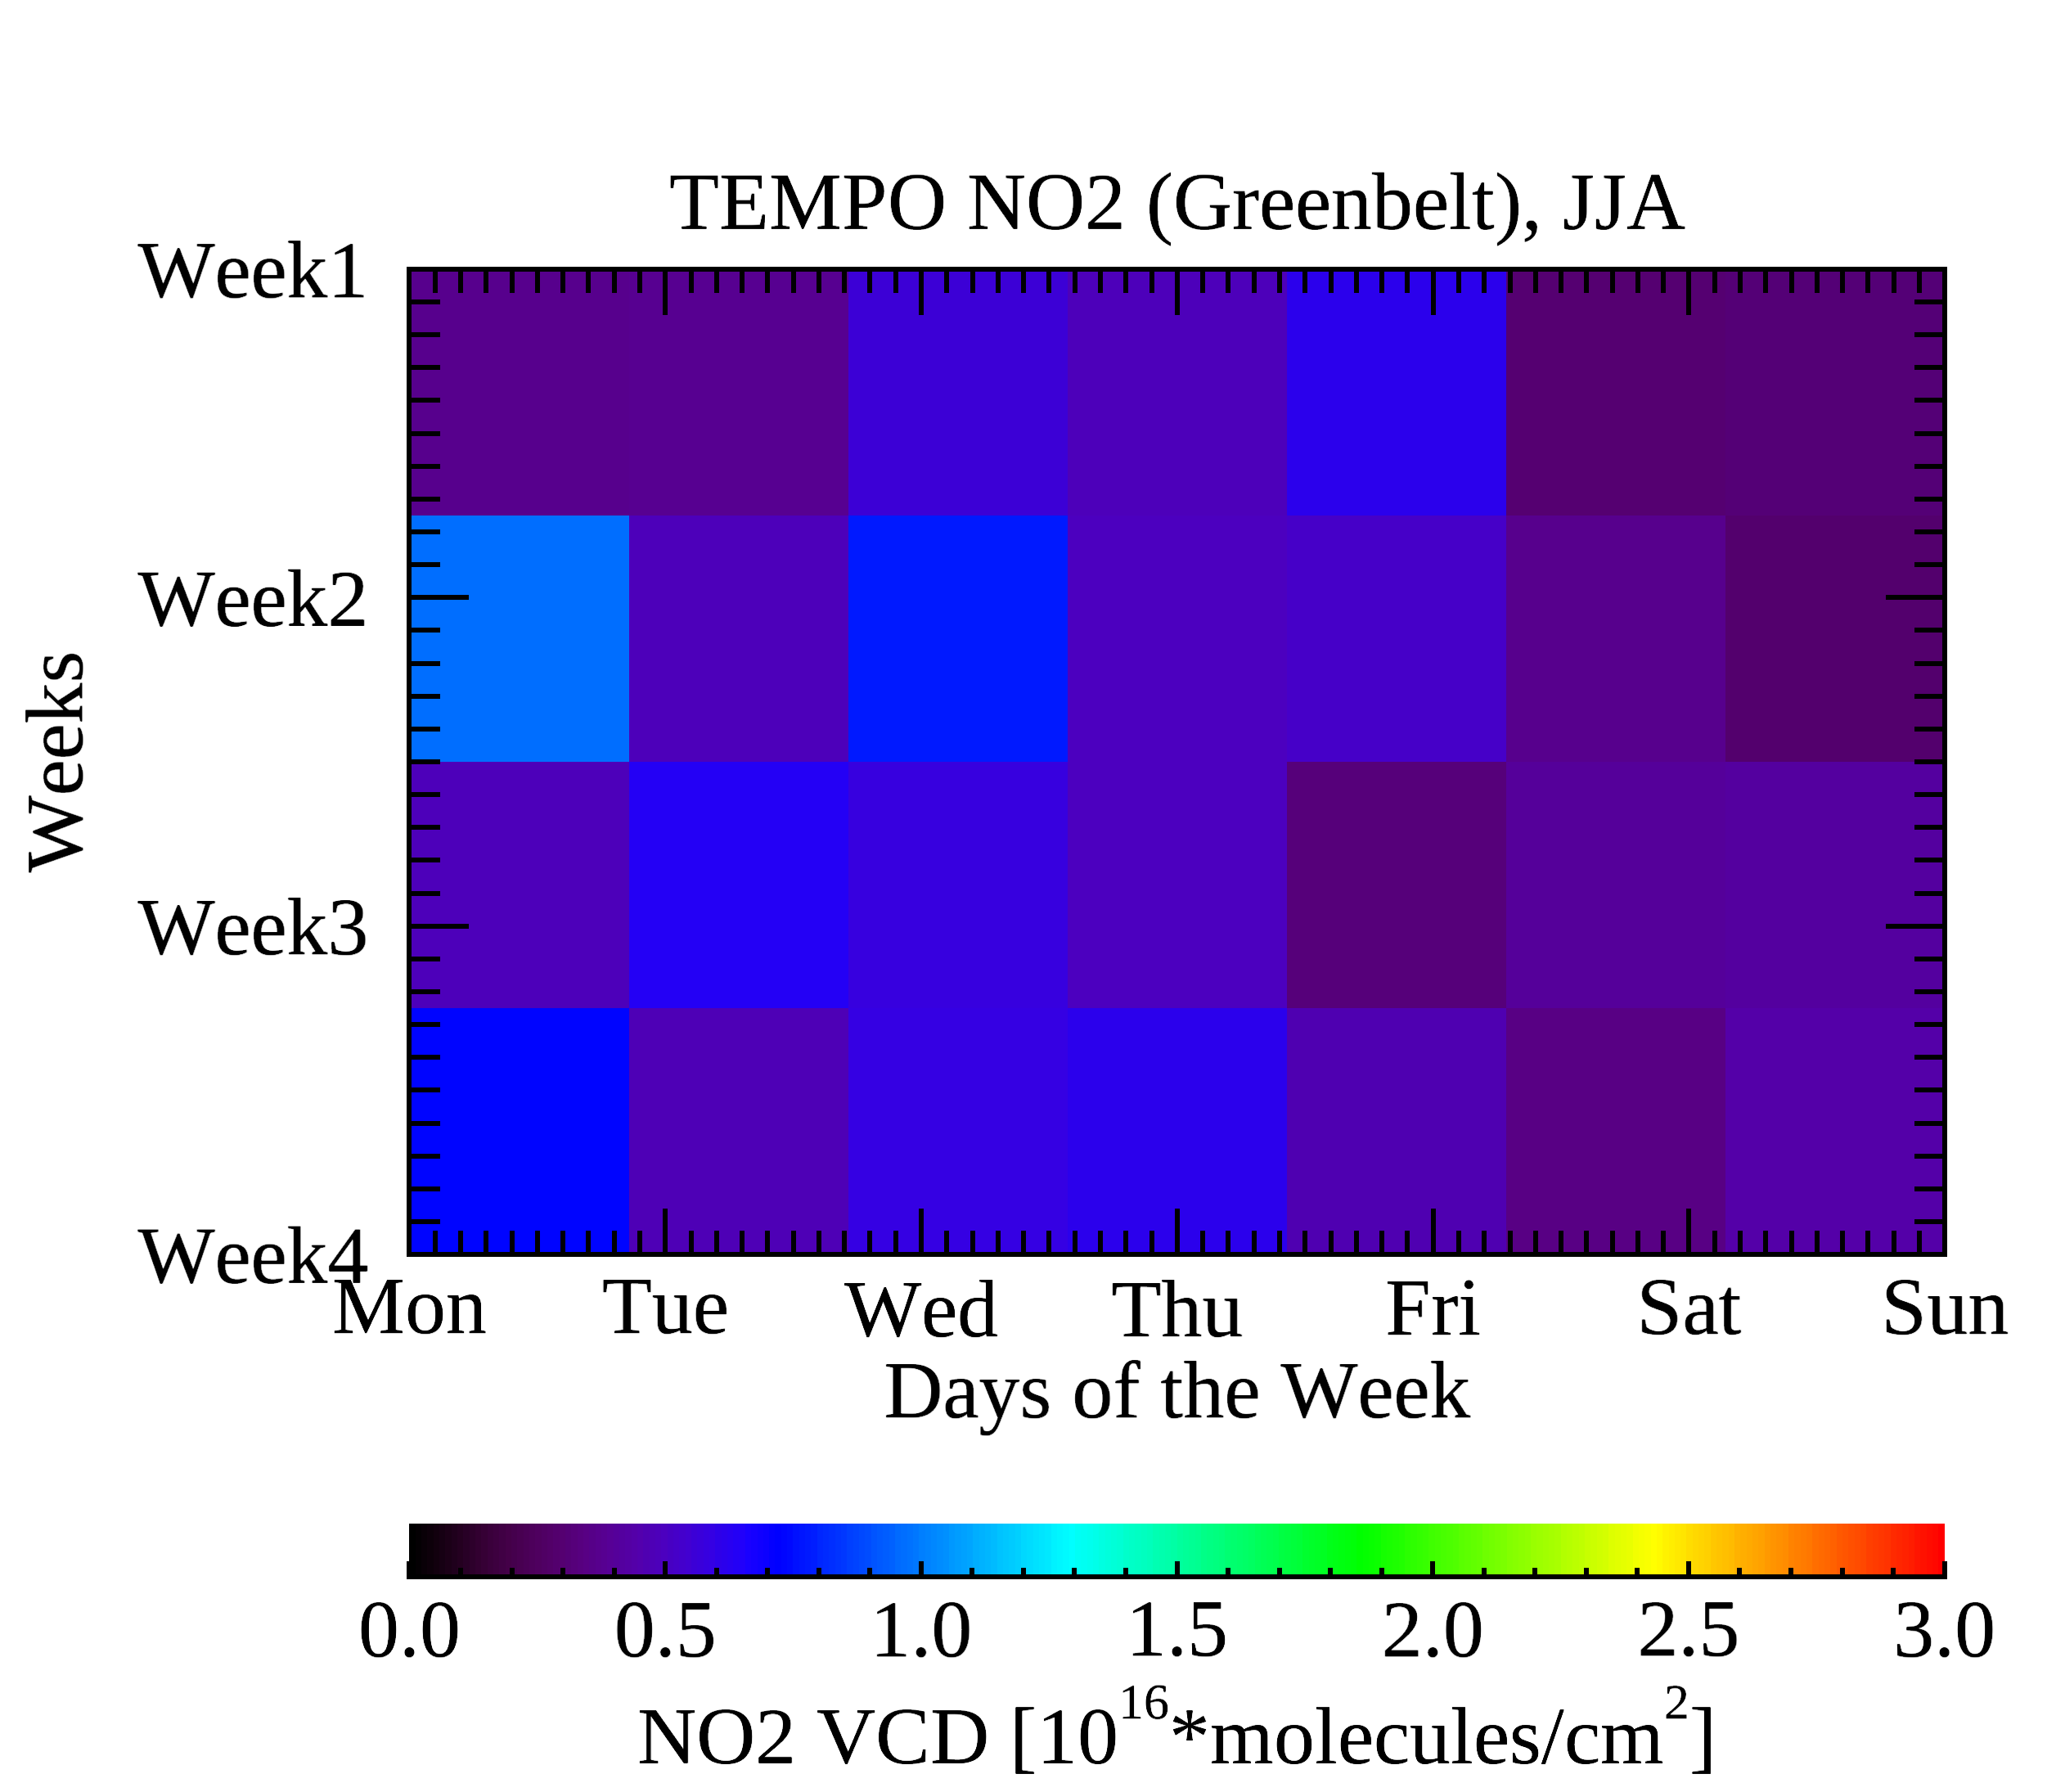 TEMPO NO2 (Greenbelt), JJA
Week1
Week2
Week3
Week4
Weeks
Mon Tue Wed Thu Fri Sat Sun
Days of the Week
0.0 0.5 1.0 1.5 2.0 2.5 3.0
NO2 VCD [10^16*molecules/cm^2]